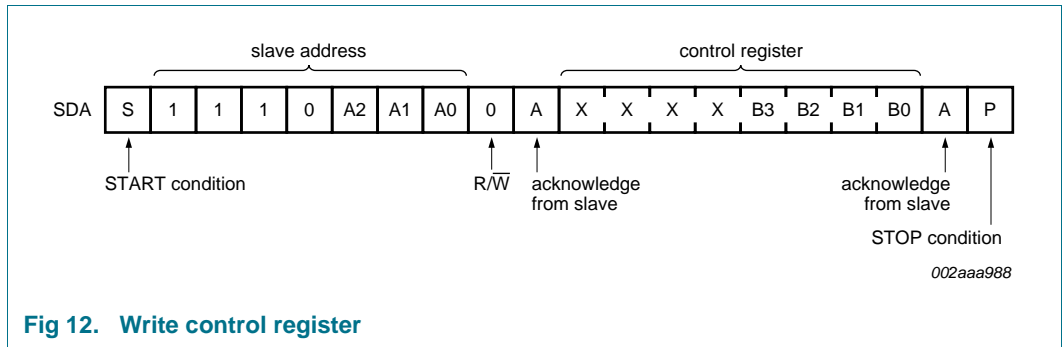 slave address control register
SDA S 1 1 1 0 A2 A1 A0 0 A X X X X B3 B2 B1 B0 A P
START condition R/W̅ acknowledge from slave acknowledge from slave
STOP condition
002aaa988
Fig 12. Write control register